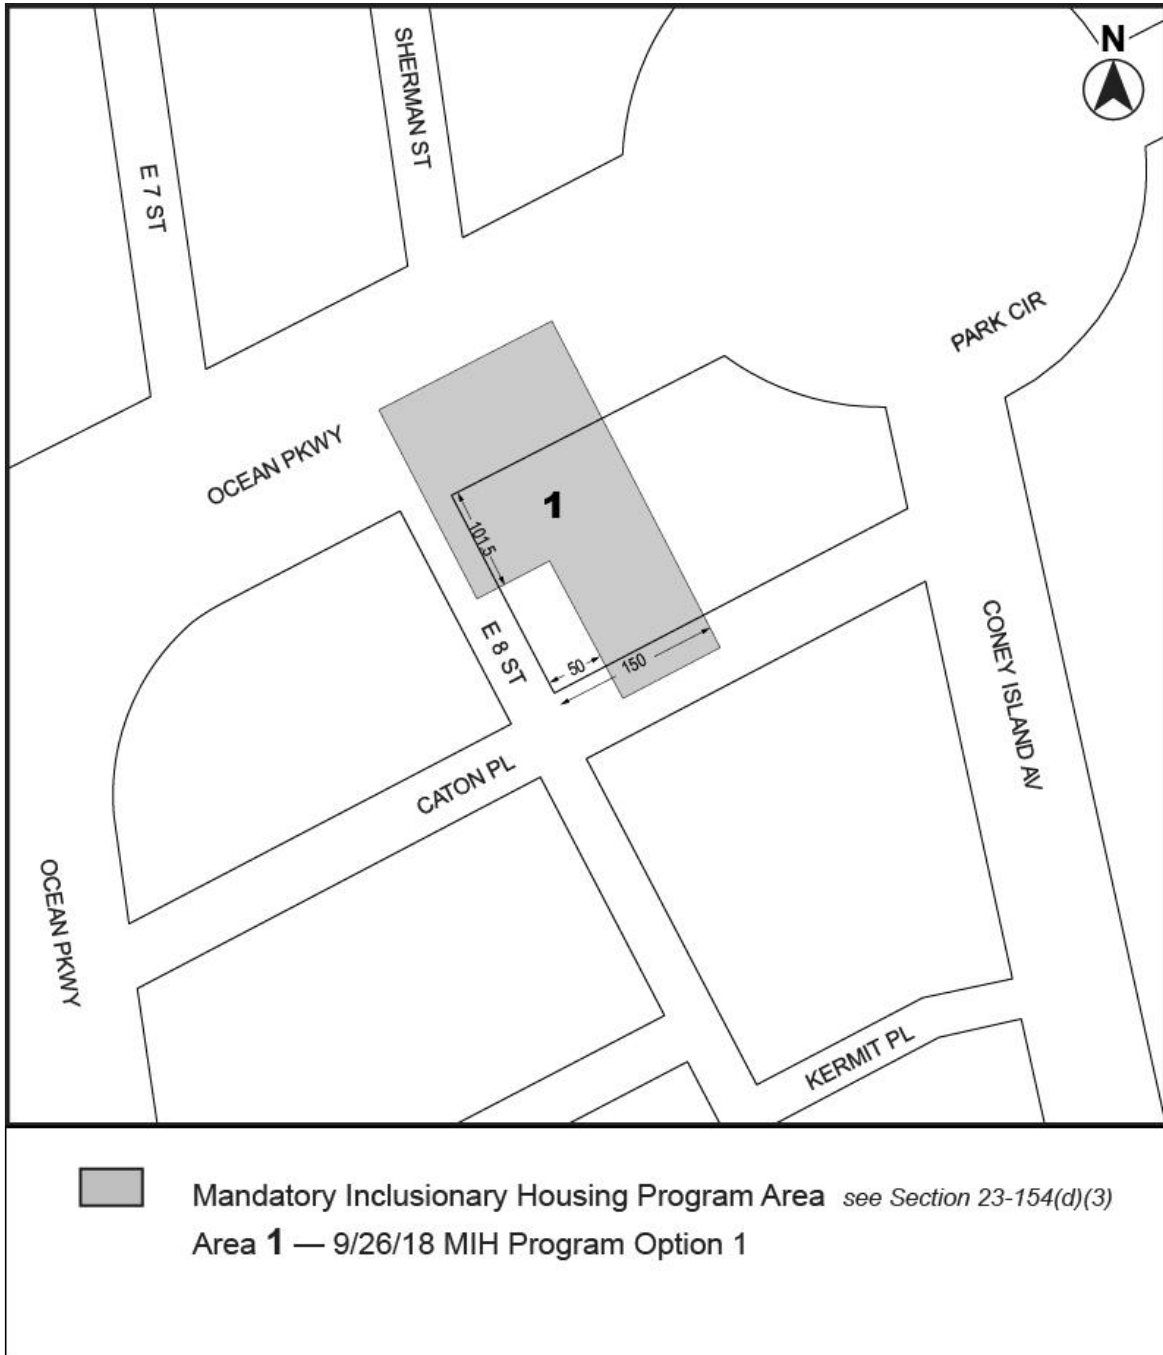 N
SHERMAN ST
E 7 ST
PARK CIR
OCEAN PKWY
1
101.5
E 8 ST
50
150
CONEY ISLAND AV
CATON PL
OCEAN PKWY
KERMIT PL
Mandatory Inclusionary Housing Program Area see Section 23-154(d)(3)
Area 1 — 9/26/18 MIH Program Option 1